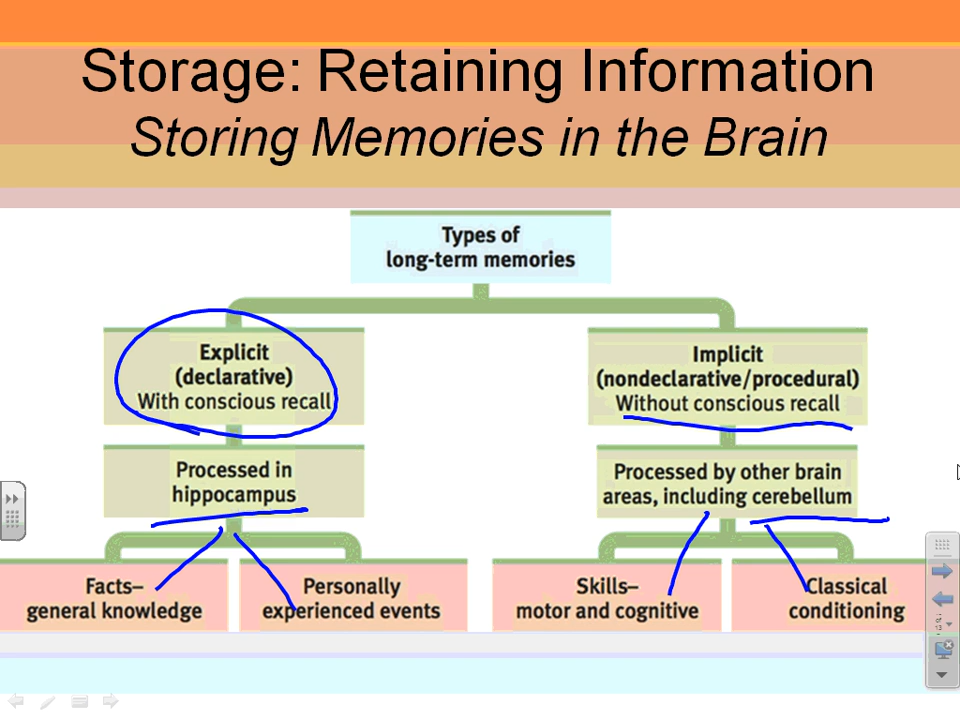 Storage: Retaining Information
Storing Memories in the Brain
Types of
long-term memories
Explicit
(declarative)
With conscious recall
Implicit
(nondeclarative/procedural)
Without conscious recall
Processed in
hippocampus
Processed by other brain
areas, including cerebellum
Facts–
general knowledge
Personally
experienced events
Skills–
motor and cognitive
Classical
conditioning